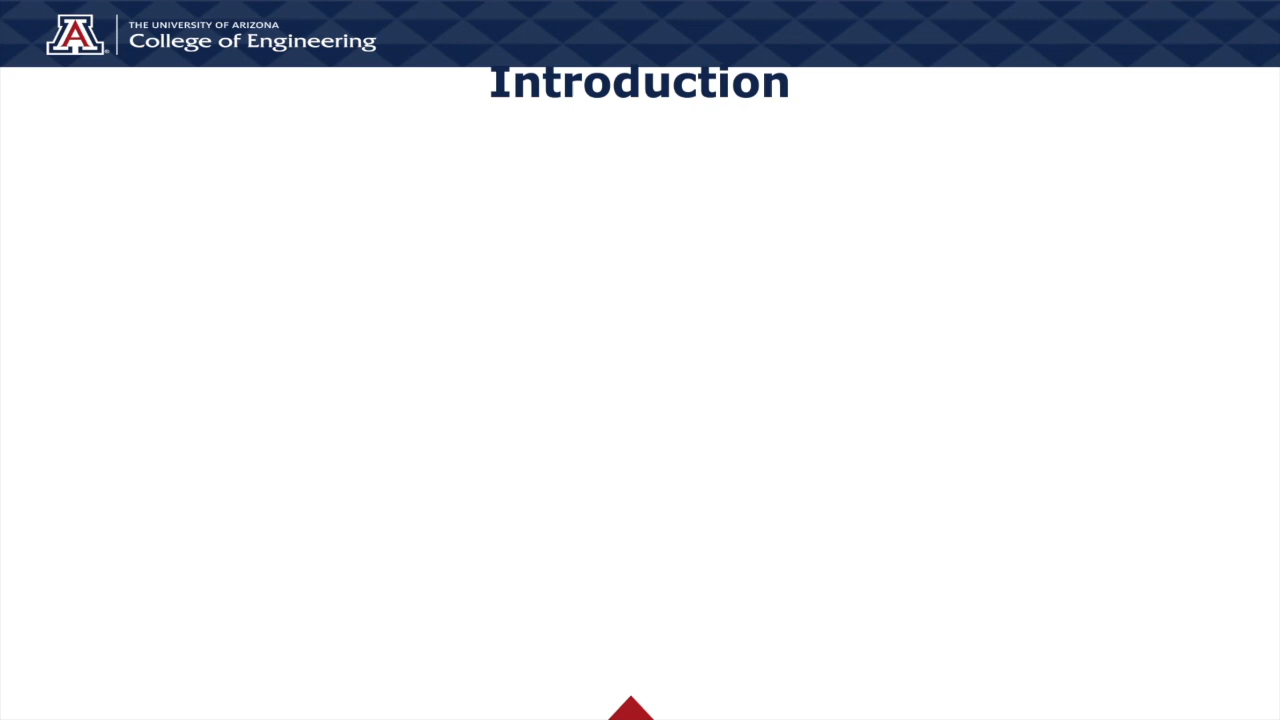 THE UNIVERSITY OF ARIZONA
College of Engineering
Introduction